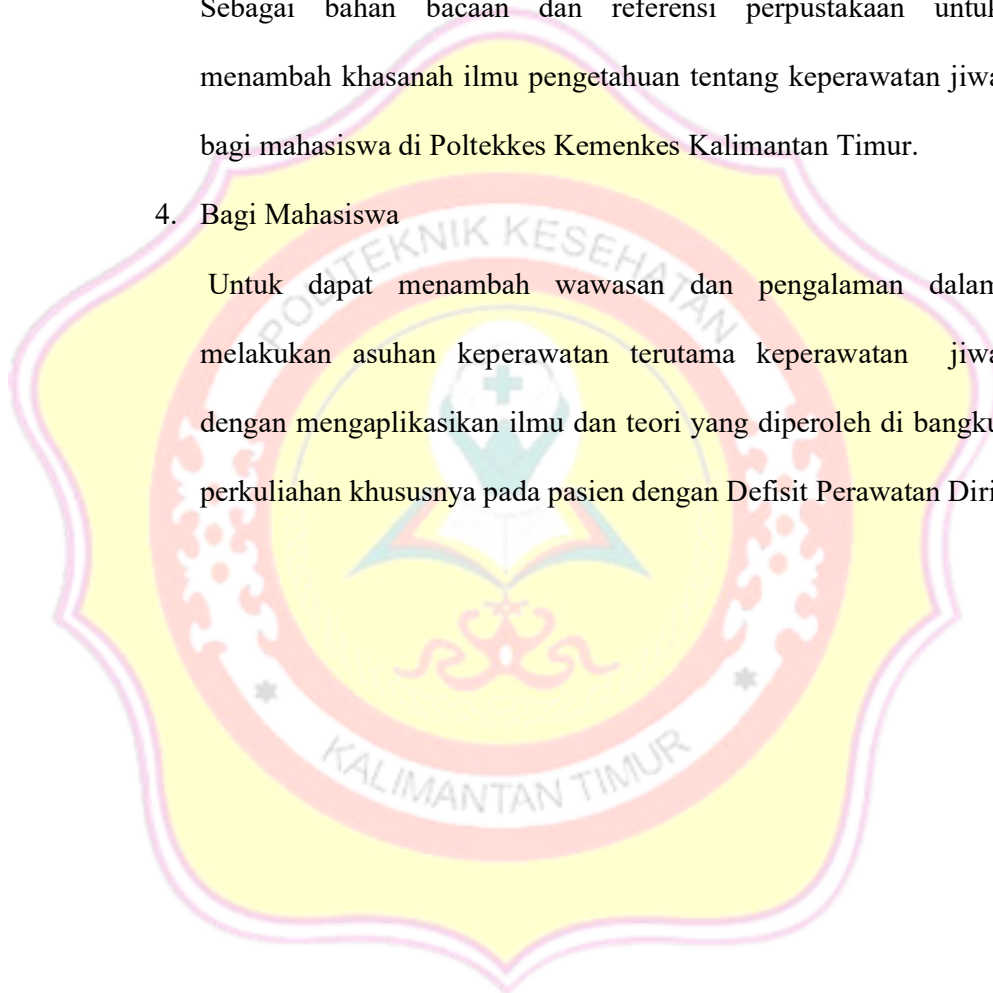 Sebagai bahan bacaan dan referensi perpustakaan untuk
menambah khasanah ilmu pengetahuan tentang keperawatan jiwa
bagi mahasiswa di Poltekkes Kemenkes Kalimantan Timur.
4. Bagi Mahasiswa
Untuk dapat menambah wawasan dan pengalaman dalam
melakukan asuhan keperawatan terutama keperawatan jiwa
dengan mengaplikasikan ilmu dan teori yang diperoleh di bangku
perkuliahan khususnya pada pasien dengan Defisit Perawatan Diri
POLITEKNIK KESEHATAN
KALIMANTAN TIMUR